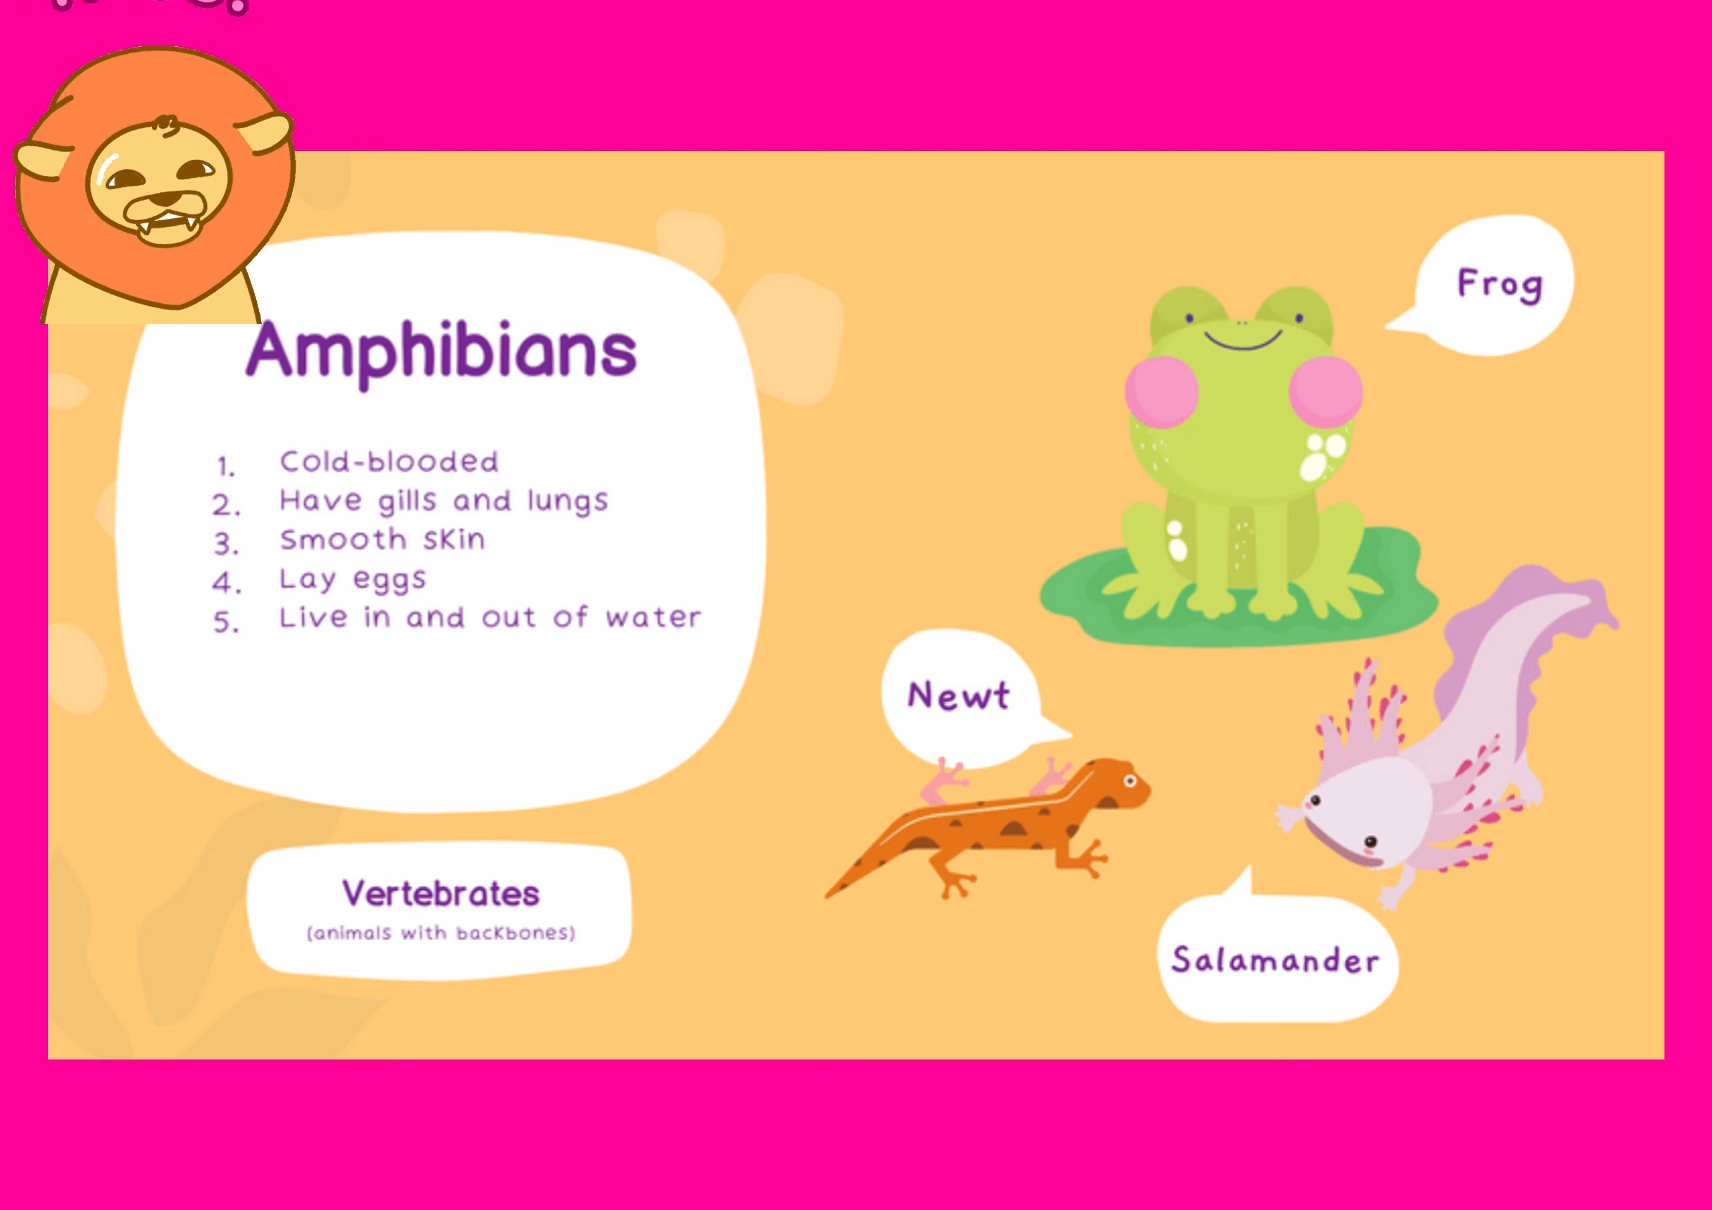 Amphibians
1. Cold-blooded
2. Have gills and lungs
3. Smooth skin
4. Lay eggs
5. Live in and out of water
Vertebrates
(animals with backbones)
Frog
Newt
Salamander